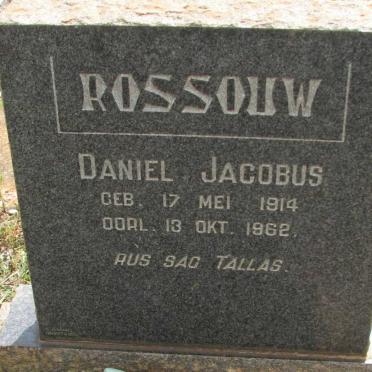 ROSSOUW
DANIEL JACOBUS
GEB. 17 MEI 1914
OORL. 13 OKT. 1962.
RUS SAG TALLAS.